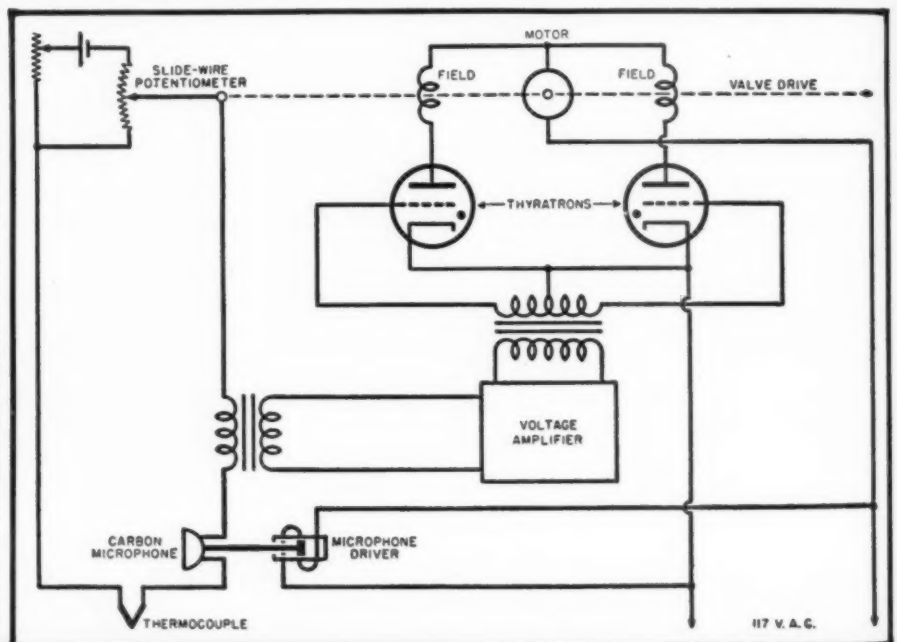 MOTOR
SLIDE-WIRE
POTENTIOMETER
FIELD
FIELD
VALVE DRIVE
THYRATRONS
VOLTAGE
AMPLIFIER
CARBON
MICROPHONE
MICROPHONE
DRIVER
THERMOCOUPLE
117 V. A. C.